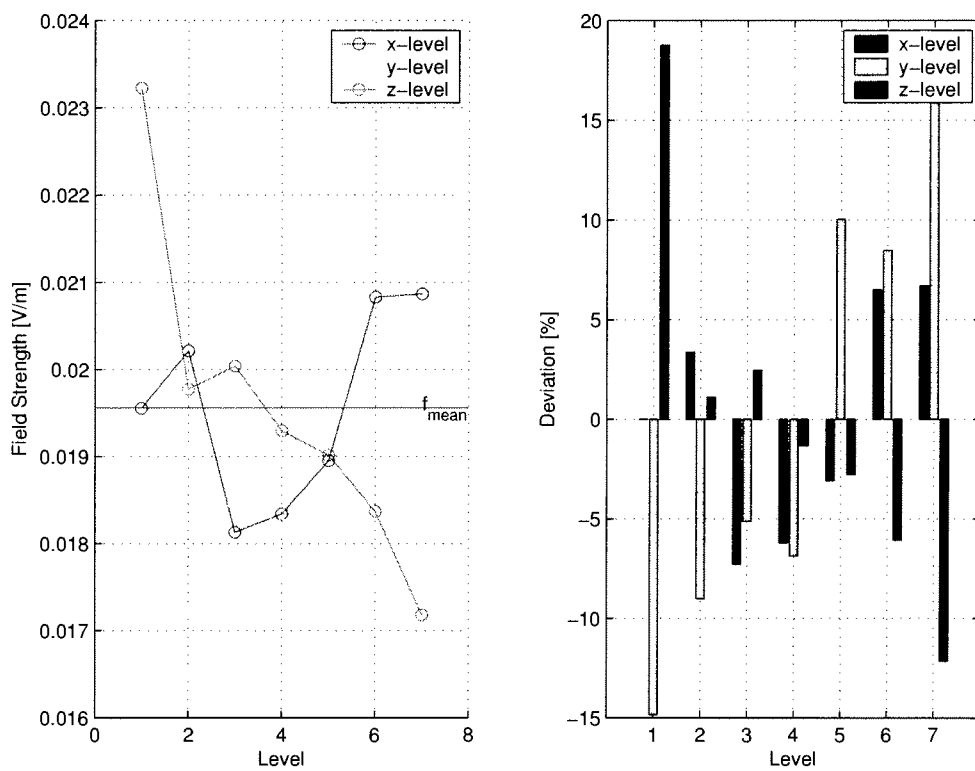 0.024
0.023
0.022
0.021
0.02
0.019
0.018
0.017
0.016
Field Strength [V/m]
0
2
4
6
8
Level
x-level
y-level
z-level
f_mean
20
15
10
5
0
-5
-10
-15
Deviation [%]
1
2
3
4
5
6
7
Level
x-level
y-level
z-level